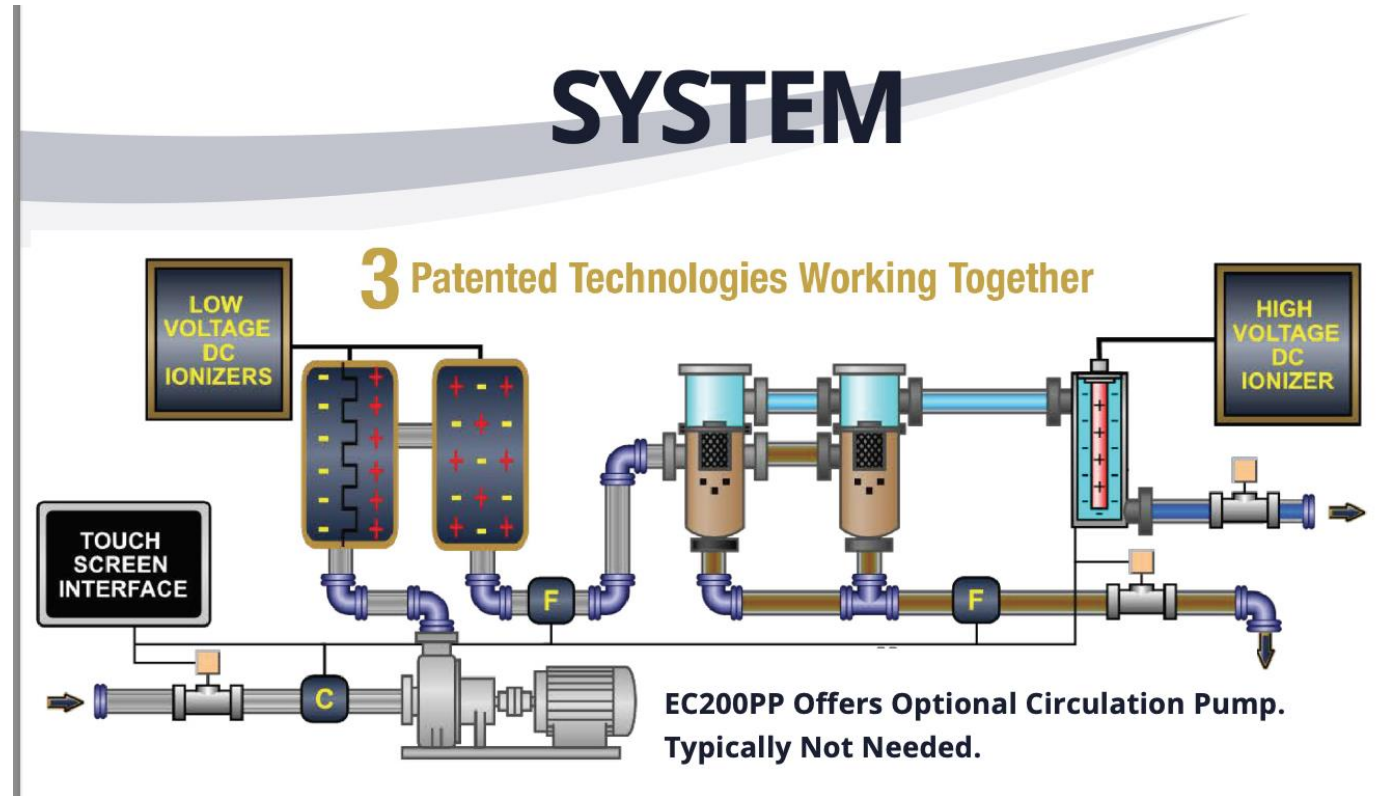 SYSTEM
3 Patented Technologies Working Together
LOW
VOLTAGE
DC
IONIZERS
HIGH
VOLTAGE
DC
IONIZER
TOUCH
SCREEN
INTERFACE
F
F
C
EC200PP Offers Optional Circulation Pump.
Typically Not Needed.